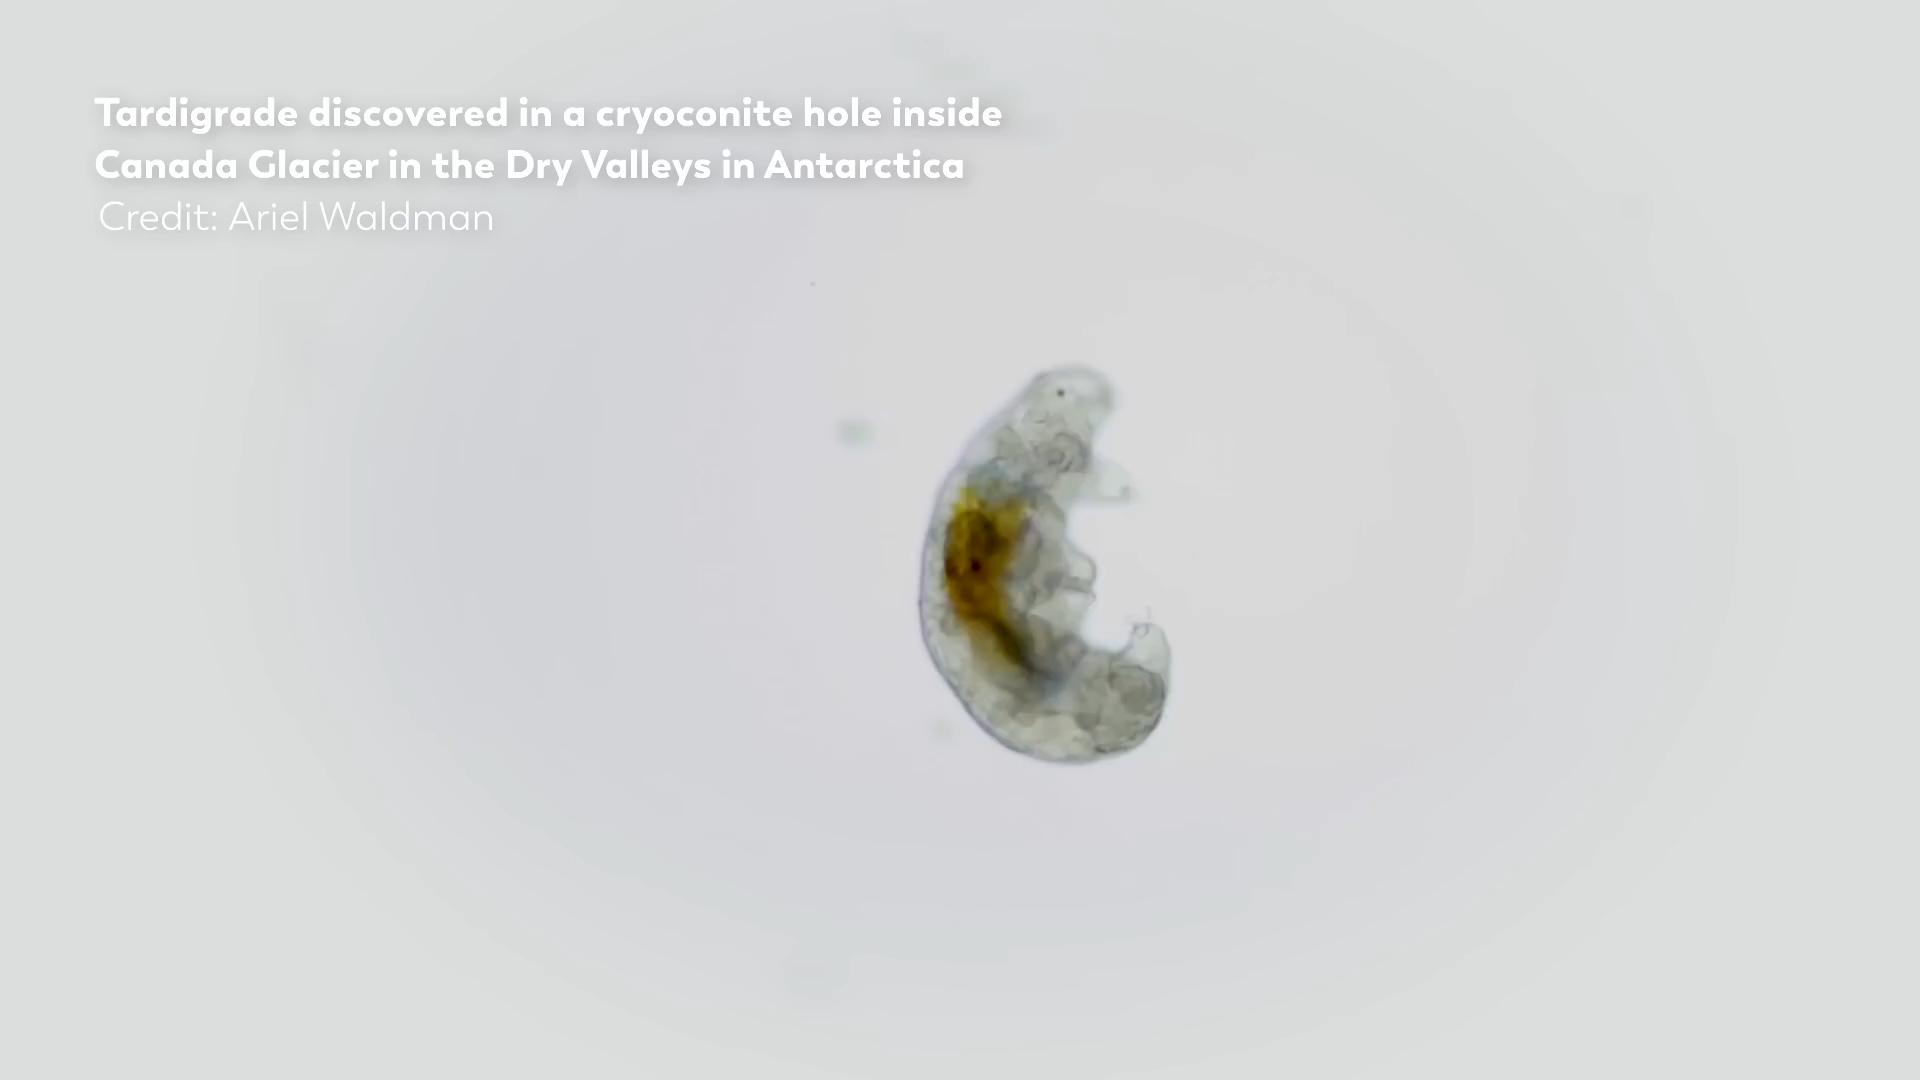 Tardigrade discovered in a cryoconite hole inside
Canada Glacier in the Dry Valleys in Antarctica
Credit: Ariel Waldman